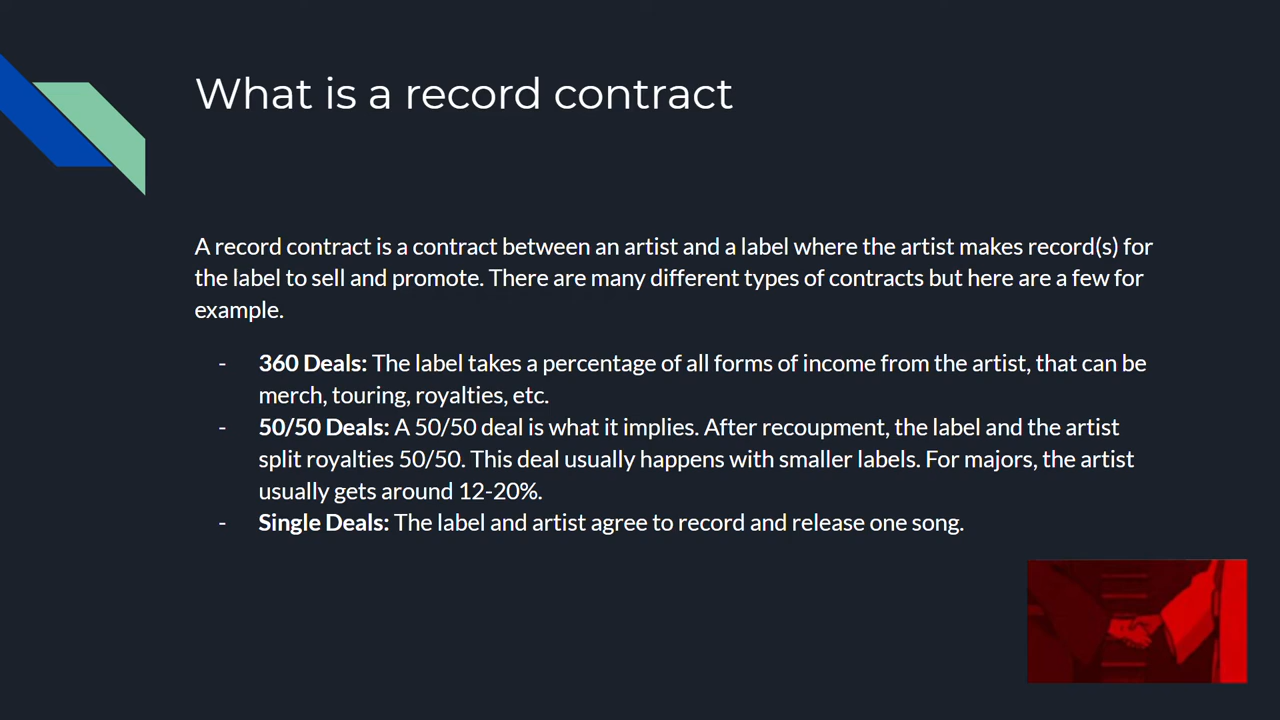 What is a record contract
A record contract is a contract between an artist and a label where the artist makes record(s) for
the label to sell and promote. There are many different types of contracts but here are a few for
example.
- 360 Deals: The label takes a percentage of all forms of income from the artist, that can be
merch, touring, royalties, etc.
- 50/50 Deals: A 50/50 deal is what it implies. After recoupment, the label and the artist
split royalties 50/50. This deal usually happens with smaller labels. For majors, the artist
usually gets around 12-20%.
- Single Deals: The label and artist agree to record and release one song.